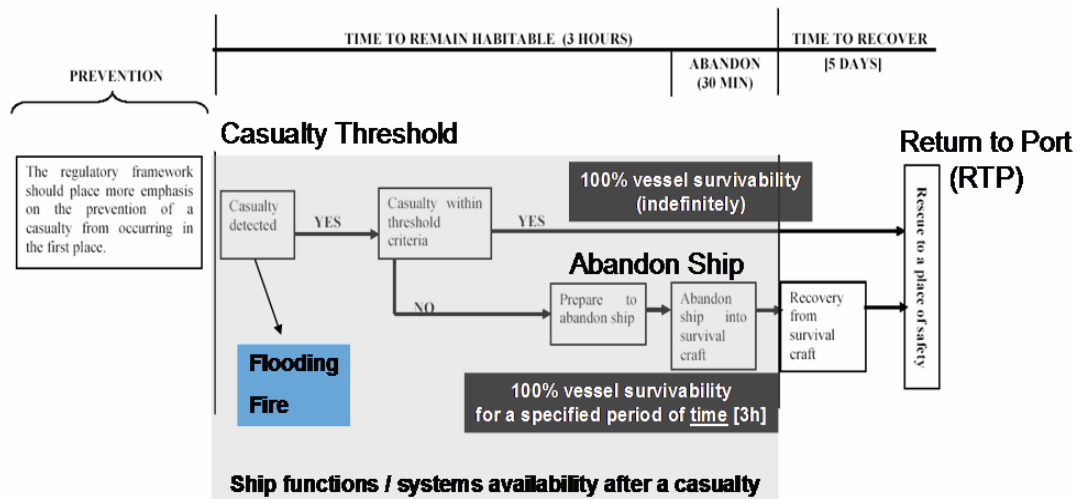 TIME TO REMAIN HABITABLE (3 HOURS)
TIME TO RECOVER
[5 DAYS]
ABANDON
(30 MIN)
PREVENTION
The regulatory framework
should place more emphasis
on the prevention of a
casualty from occurring in
the first place.
Casualty Threshold
Casualty
detected
YES
Casualty within
threshold
criteria
YES
100% vessel survivability
(indefinitely)
Return to Port
(RTP)
Rescue to a place of safety
NO
Abandon Ship
Prepare to
abandon ship
Abandon
ship into
survival
craft
Recovery
from
survival
craft
Flooding
Fire
100% vessel survivability
for a specified period of time [3h]
Ship functions / systems availability after a casualty